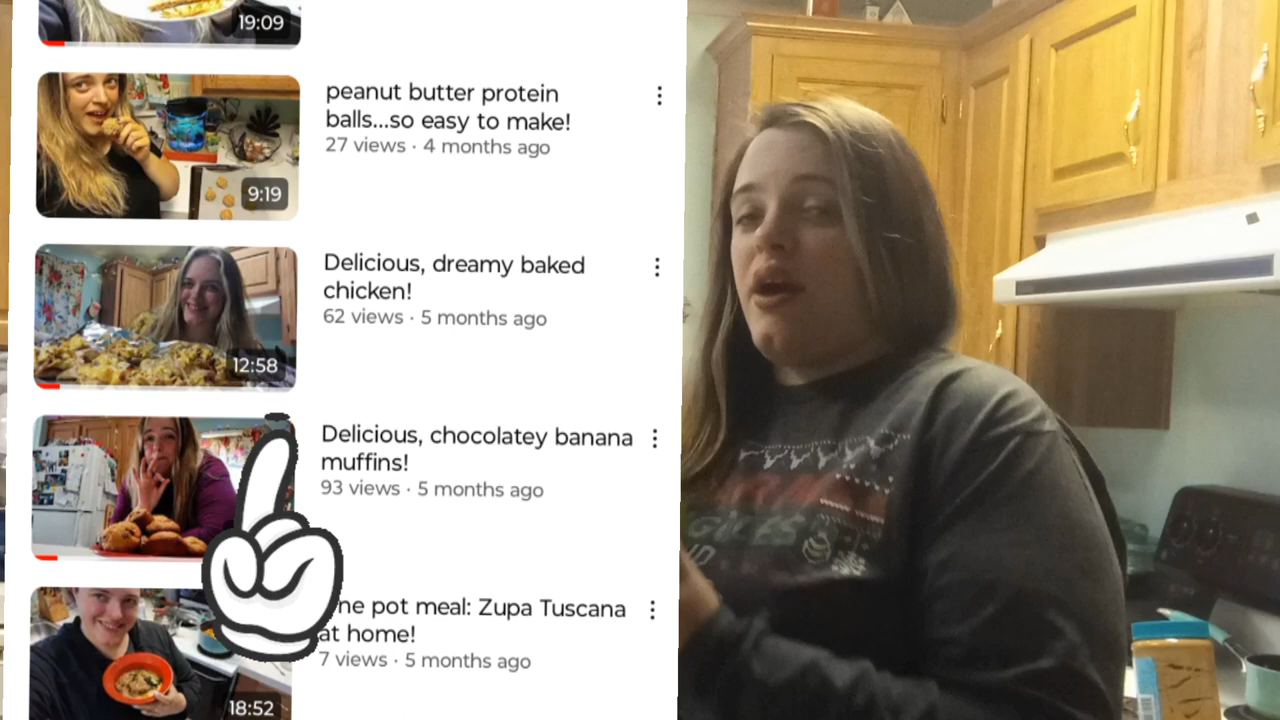 19:09
peanut butter protein
balls...so easy to make!
27 views · 4 months ago
9:19
Delicious, dreamy baked
chicken!
62 views · 5 months ago
12:58
Delicious, chocolatey banana
muffins!
93 views · 5 months ago
ne pot meal: Zupa Tuscana
at home!
7 views · 5 months ago
18:52